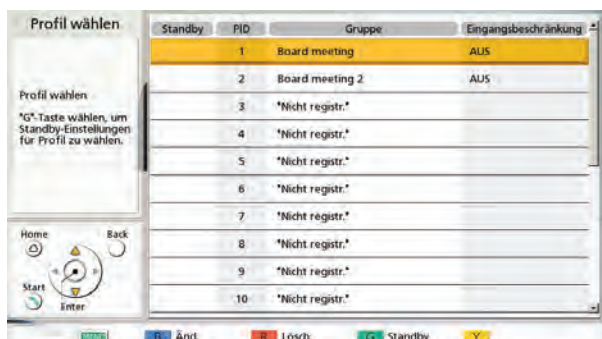 Profil wählen
Standby PID Gruppe Eingangsbeschränkung
1 Board meeting AUS
2 Board meeting 2 AUS
3 "Nicht registr."
4 "Nicht registr."
5 "Nicht registr."
6 "Nicht registr."
7 "Nicht registr."
8 "Nicht registr."
9 "Nicht registr."
10 "Nicht registr."
Profil wählen
"G"-Taste wählen, um
Standby-Einstellungen
für Profil zu wählen.
Home Back
Start
Enter
B Änd. R Lösch. G Standby Y